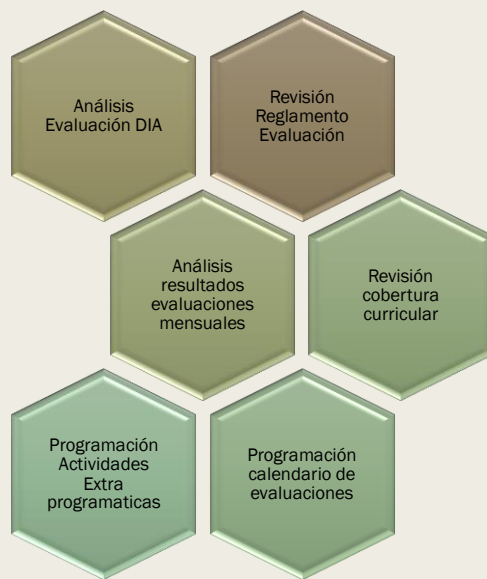 Análisis
Evaluación DIA
Revisión
Reglamento
Evaluación
Análisis
resultados
evaluaciones
mensuales
Revisión
cobertura
curricular
Programación
Actividades
Extra
programaticas
Programación
calendario de
evaluaciones